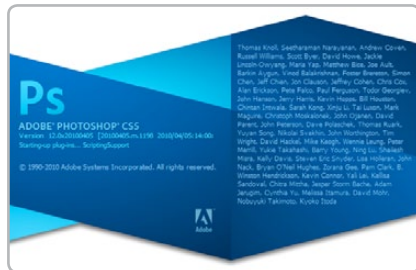 Ps
ADOBE® PHOTOSHOP® CS5
Version 12.0x20100405 [20100405.m.1198 2010/04/05:14:00:
Starting-up plugins... ScriptingSupport
© 1990-2010 Adobe Systems Incorporated. All rights reserved.
Adobe
Thomas Knoll, Seetharaman Narayanan, Andrew Coven,
Russell Williams, Scott Byer, David Howe, Jackie
Lincoln-Owyang, Maria Yap, Matthew Bice, Joe Ault,
Barkin Aygun, Vinod Balakrishnan, Foster Brereton, Simon
Chen, Jeff Chien, Jon Clauson, Jeffrey Cohen, Chris Cox,
Alan Erickson, Pete Falco, Paul Ferguson, Todor Georgiev,
John Hanson, Jerry Harris, Kevin Hopps, Bill Houston,
Chintan Intwala, Sarah Kong, Xinju Li, Tai Luxon, Mark
Maguire, Christoph Moskalonek, John Ojanen, David
Parent, John Peterson, Dave Polaschek, Thomas Ruark,
Yuyan Song, Nikolai Svakhin, John Worthington, Tim
Wright, David Hackel, Mike Keogh, Wennie Leung, Peter
Merrill, Yukie Takahashi, Barry Young, Ning Lu, Shailesh
Misra, Kelly Davis, Steven Eric Snyder, Lisa Holleran, John
Nack, Bryan O'Neil Hughes, Zorana Gee, Pam Clark, B.
Winston Hendrickson, Kevin Connor, Yali Lei, Kellisa
Sandoval, Chira Mittha, Jesper Storm Bache, Adam
Jerugim, Cynthia Yu, Melissa Itamura, David Mohr,
Nobuyuki Takimoto, Kyoko Itoda